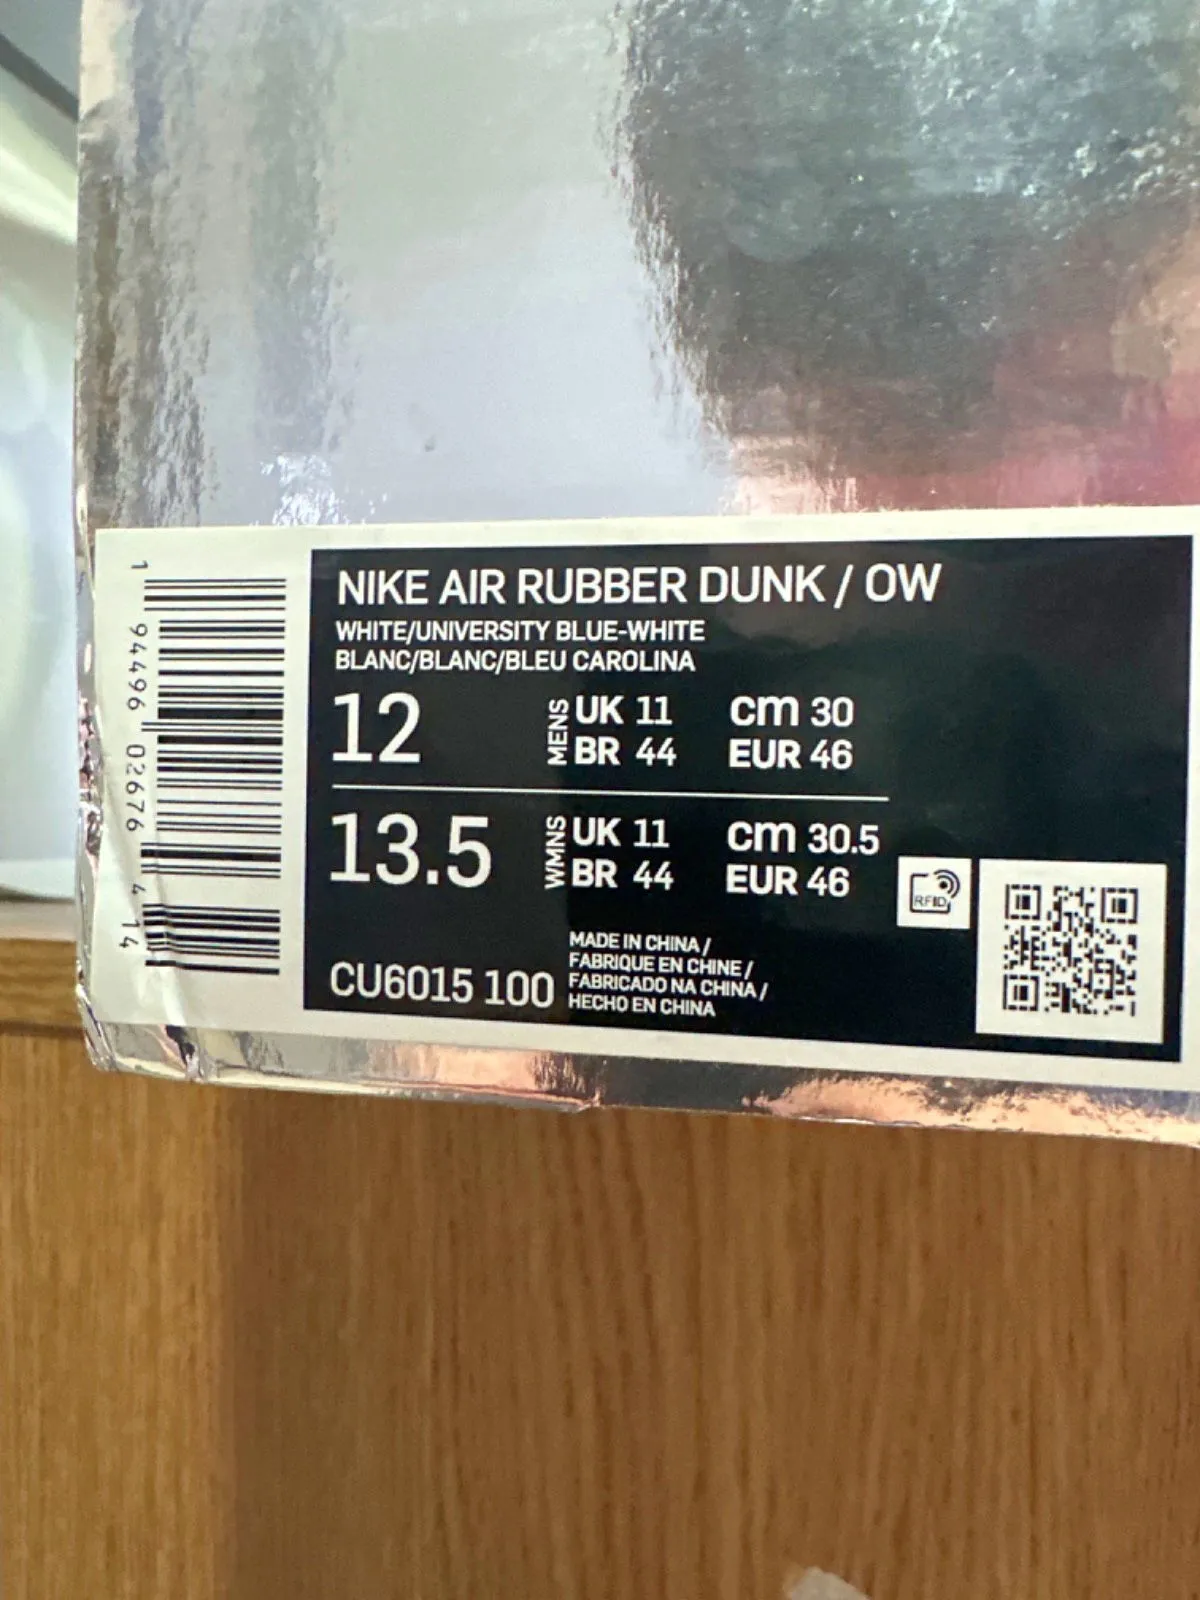 NIKE AIR RUBBER DUNK / OW
WHITE/UNIVERSITY BLUE-WHITE
BLANC/BLANC/BLEU CAROLINA
12 MENS UK 11 cm 30
BR 44 EUR 46
13.5 WMNS UK 11 cm 30.5
BR 44 EUR 46
RFID
CU6015 100
MADE IN CHINA /
FABRIQUE EN CHINE /
FABRICADO NA CHINA /
HECHO EN CHINA
1 94496 02676 4 14